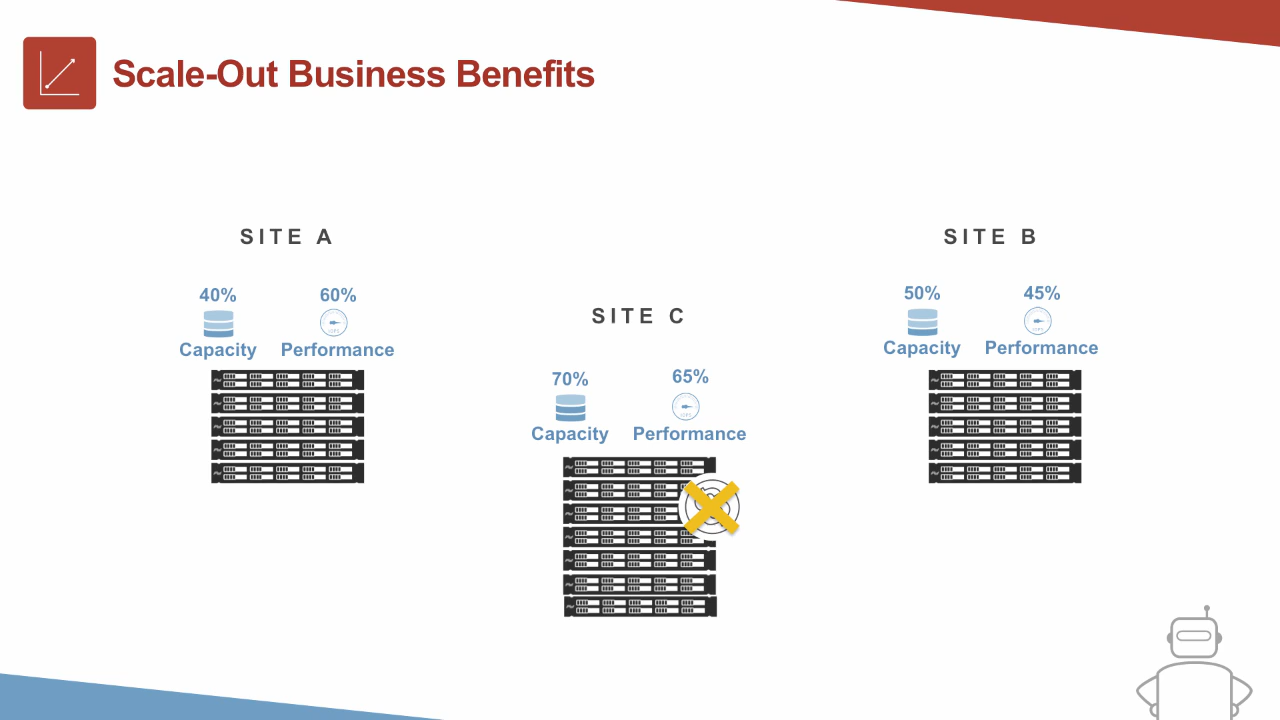 Scale-Out Business Benefits
SITE A
40% 60%
Capacity Performance
SITE C
70% 65%
Capacity Performance
SITE B
50% 45%
Capacity Performance